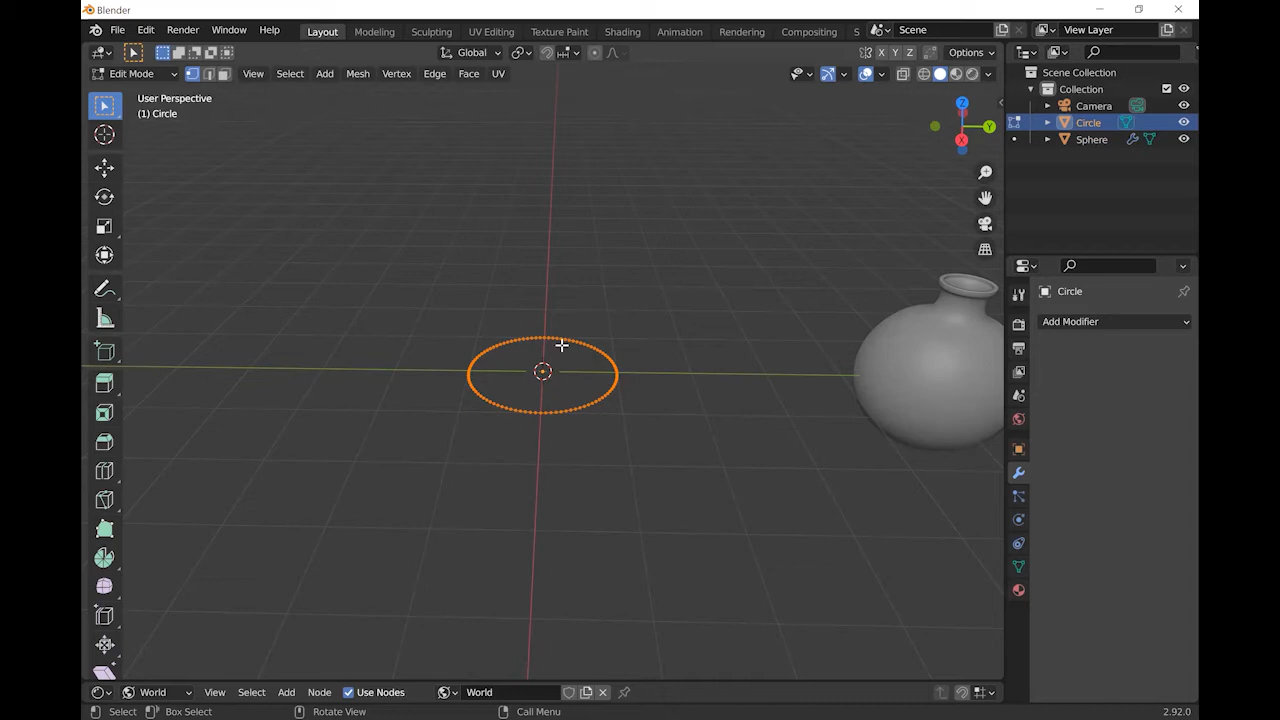 Blender
File Edit Render Window Help Layout Modeling Sculpting UV Editing Texture Paint Shading Animation Rendering Compositing S Scene View Layer
Global X Y Z Options
Edit Mode View Select Add Mesh Vertex Edge Face UV
User Perspective
(1) Circle
Z
Y
X
Scene Collection
Collection
Camera
Circle
Sphere
Circle
Add Modifier
World View Select Add Node Use Nodes World
Select Box Select Rotate View Call Menu 2.92.0